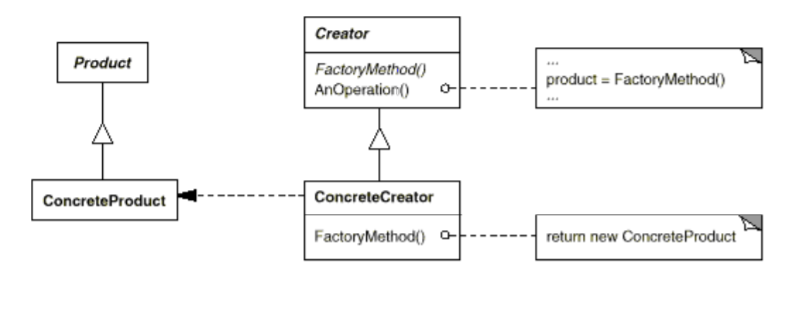 Product
ConcreteProduct
Creator
FactoryMethod()
AnOperation()
...
product = FactoryMethod()
...
ConcreteCreator
FactoryMethod()
return new ConcreteProduct